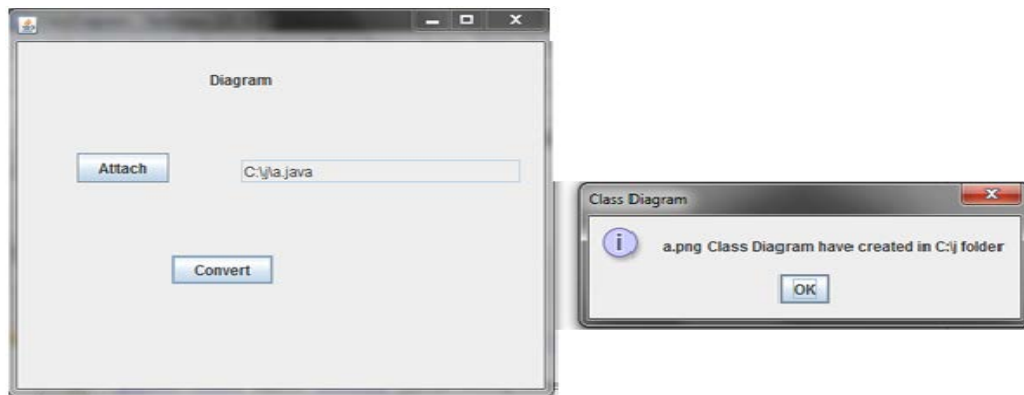 Diagram
Attach
C:\j\a.java
Convert
Class Diagram
a.png Class Diagram have created in C:\j folder
OK